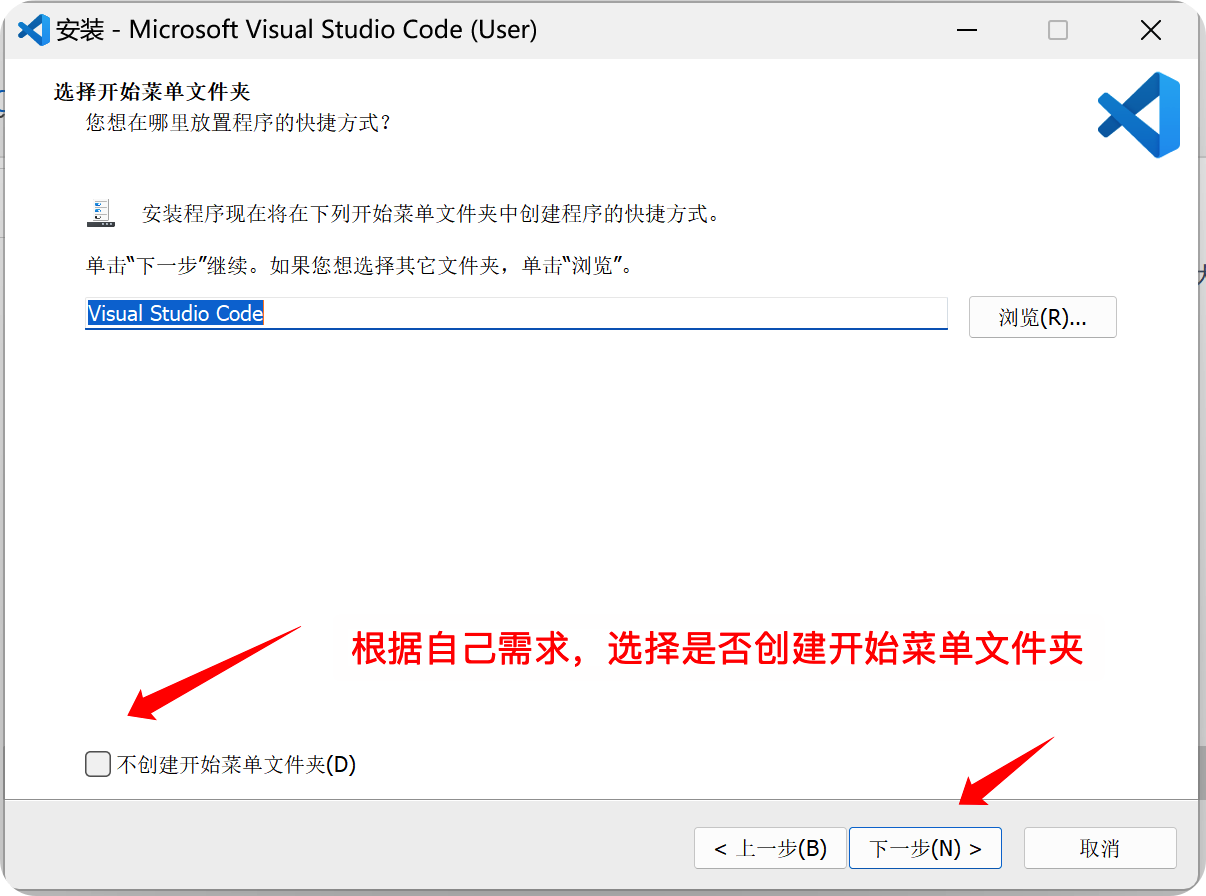 安装 - Microsoft Visual Studio Code (User)
选择开始菜单文件夹
您想在哪里放置程序的快捷方式？
安装程序现在将在下列开始菜单文件夹中创建程序的快捷方式。
单击“下一步”继续。如果您想选择其它文件夹，单击“浏览”。
Visual Studio Code
浏览(R)...
根据自己需求，选择是否创建开始菜单文件夹
不创建开始菜单文件夹(D)
< 上一步(B)
下一步(N) >
取消